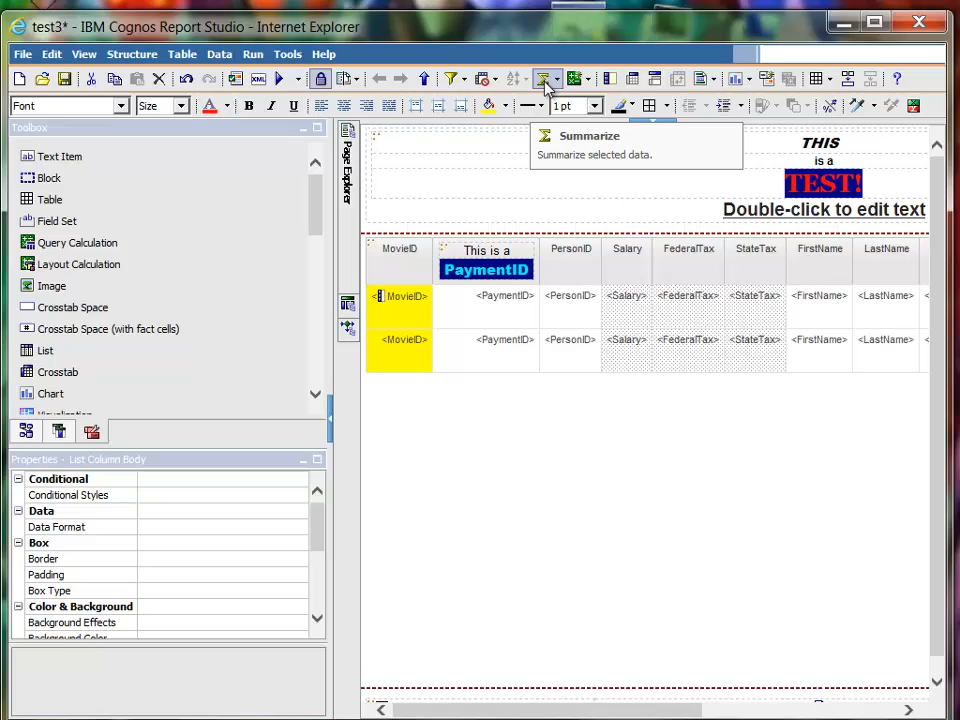 test3* - IBM Cognos Report Studio - Internet Explorer
File Edit View Structure Table Data Run Tools Help
XML
Font Size A B I U 1 pt
Toolbox
Text Item
Block
Table
Field Set
Query Calculation
Layout Calculation
Image
Crosstab Space
Crosstab Space (with fact cells)
List
Crosstab
Chart
Visualization
Properties - List Column Body
Conditional
Conditional Styles
Data
Data Format
Box
Border
Padding
Box Type
Color & Background
Background Effects
Background Color
Page Explorer
Summarize
Summarize selected data.
THIS
is a
TEST!
Double-click to edit text
MovieID This is a PersonID Salary FederalTax StateTax FirstName LastName
PaymentID
<MovieID> <PaymentID> <PersonID> <Salary> <FederalTax> <StateTax> <FirstName> <LastName> <
<MovieID> <PaymentID> <PersonID> <Salary> <FederalTax> <StateTax> <FirstName> <LastName> <